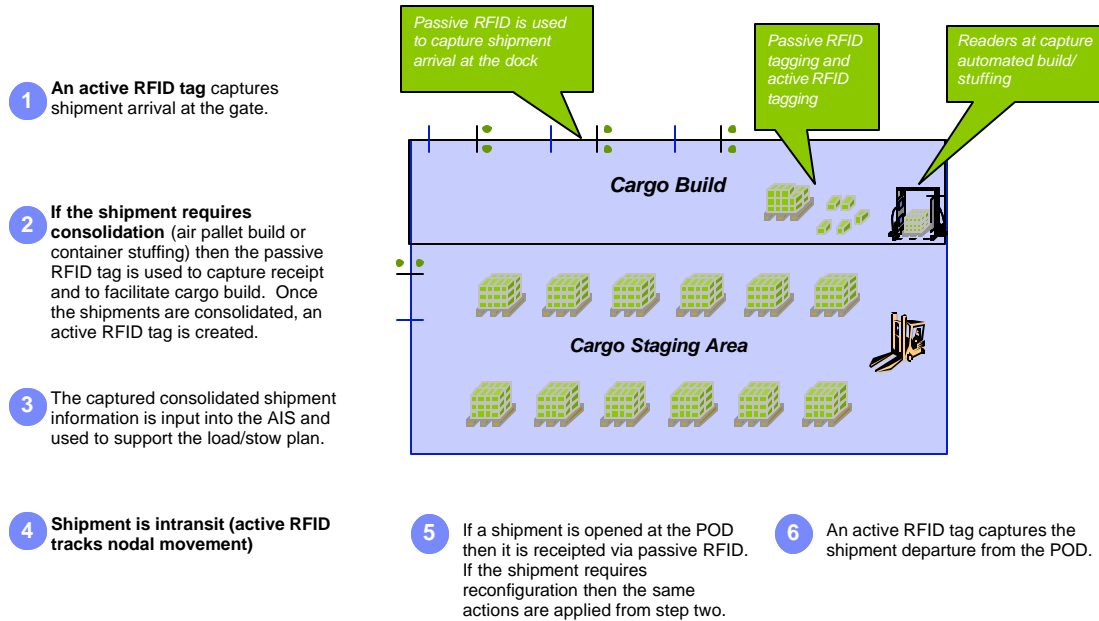 Passive RFID is used
to capture shipment
arrival at the dock
Passive RFID
tagging and
active RFID
tagging
Readers at capture
automated build/
stuffing
1
An active RFID tag captures
shipment arrival at the gate.
Cargo Build
2
If the shipment requires
consolidation (air pallet build or
container stuffing) then the passive
RFID tag is used to capture receipt
and to facilitate cargo build.  Once
the shipments are consolidated, an
active RFID tag is created.
Cargo Staging Area
3
The captured consolidated shipment
information is input into the AIS and
used to support the load/stow plan.
4
Shipment is intransit (active RFID
tracks nodal movement)
5
If a shipment is opened at the POD
then it is receipted via passive RFID.
If the shipment requires
reconfiguration then the same
actions are applied from step two.
6
An active RFID tag captures the
shipment departure from the POD.